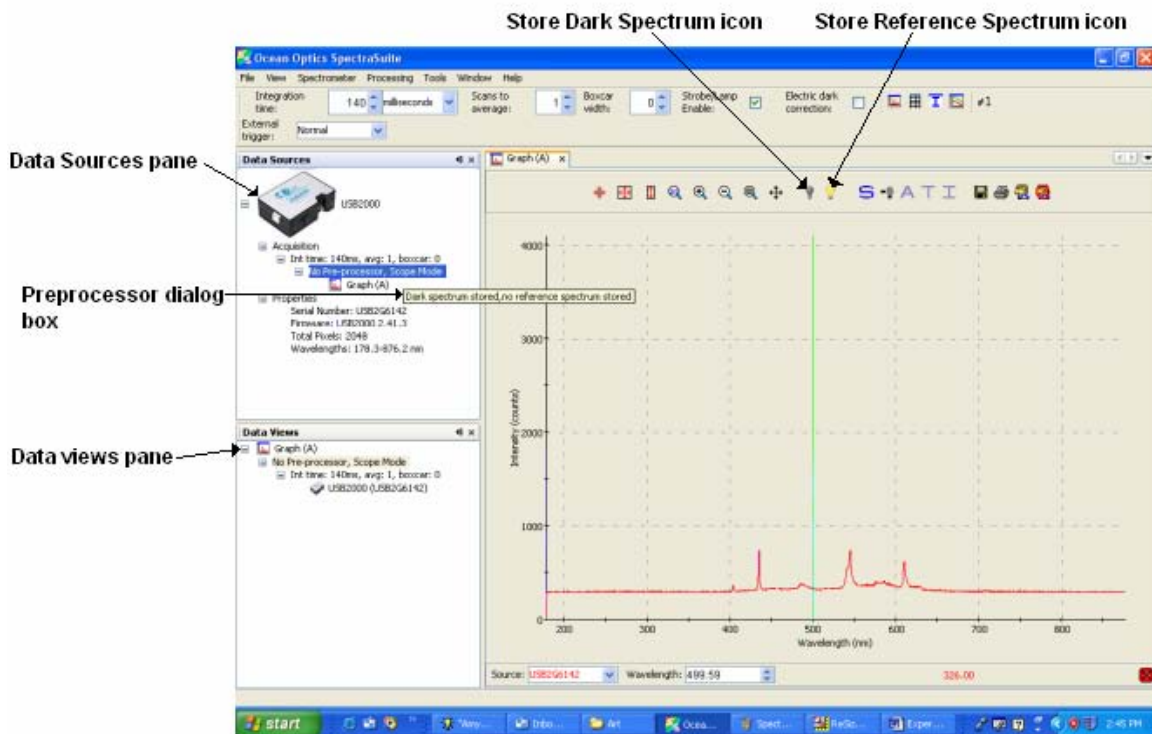 Store Dark Spectrum icon
Store Reference Spectrum icon
Ocean Optics SpectraSuite
File View Spectrometer Processing Tools Window Help
Integration time: 140 milliseconds Scans to average: 1 Boxcar width: 0 Strobe/Lamp Enable: Electric dark correction: #1
External trigger: Normal
Data Sources pane
Data Sources
Graph (A) x
USB2000
S A T I
Acquisition
Int time: 140ms, avg: 1, boxcar: 0
No Pre-processor, Scope Mode
Graph (A)
Preprocessor dialog box
Dark spectrum stored,no reference spectrum stored
Properties
Serial Number: USB2G6142
Firmware: USB2000 2.41.3
Total Pixels: 2048
Wavelengths: 178.3-876.2 nm
Data views pane
Data Views
Graph (A)
No Pre-processor, Scope Mode
Int time: 140ms, avg: 1, boxcar: 0
USB2000 (USB2G6142)
4000
3000
2000
1000
0
Intensity (counts)
200 300 400 500 600 700 800
Wavelength (nm)
Source: USB2G6142 Wavelength: 499.59 326.00
start Inbo... Art Ocea... Spect... Exper... 2:45 PM